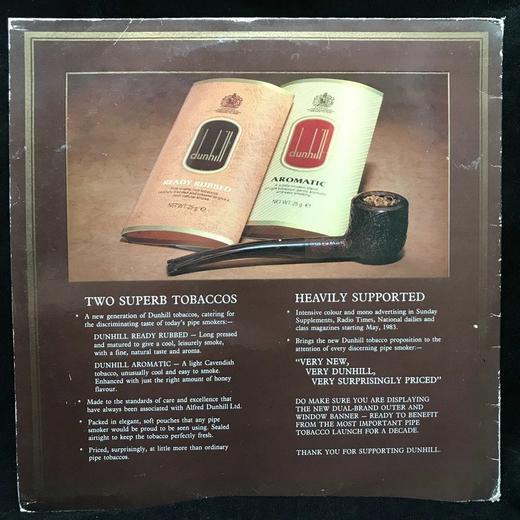 dunhill
READY RUBBED
NET WT. 25g e
dunhill
AROMATIC
NET WT. 25g e
TWO SUPERB TOBACCOS
• A new generation of Dunhill tobaccos, catering for
the discriminating taste of today's pipe smokers:—
DUNHILL READY RUBBED — Long pressed
and matured to give a cool, leisurely smoke,
with a fine, natural taste and aroma.
DUNHILL AROMATIC — A light Cavendish
tobacco, unusually cool and easy to smoke.
Enhanced with just the right amount of honey
flavour.
• Made to the standards of care and excellence that
have always been associated with Alfred Dunhill Ltd.
• Packed in elegant, soft pouches that any pipe
smoker would be proud to be seen using. Sealed
airtight to keep the tobacco perfectly fresh.
• Priced, surprisingly, at little more than ordinary
pipe tobaccos.
HEAVILY SUPPORTED
• Intensive colour and mono advertising in Sunday
Supplements, Radio Times, National dailies and
class magazines starting May, 1983.
• Brings the new Dunhill tobacco proposition to the
attention of every discerning pipe smoker:—
"VERY NEW,
VERY DUNHILL,
VERY SURPRISINGLY PRICED"
DO MAKE SURE YOU ARE DISPLAYING
THE NEW DUAL-BRAND OUTER AND
WINDOW BANNER — READY TO BENEFIT
FROM THE MOST IMPORTANT PIPE
TOBACCO LAUNCH FOR A DECADE.
THANK YOU FOR SUPPORTING DUNHILL.